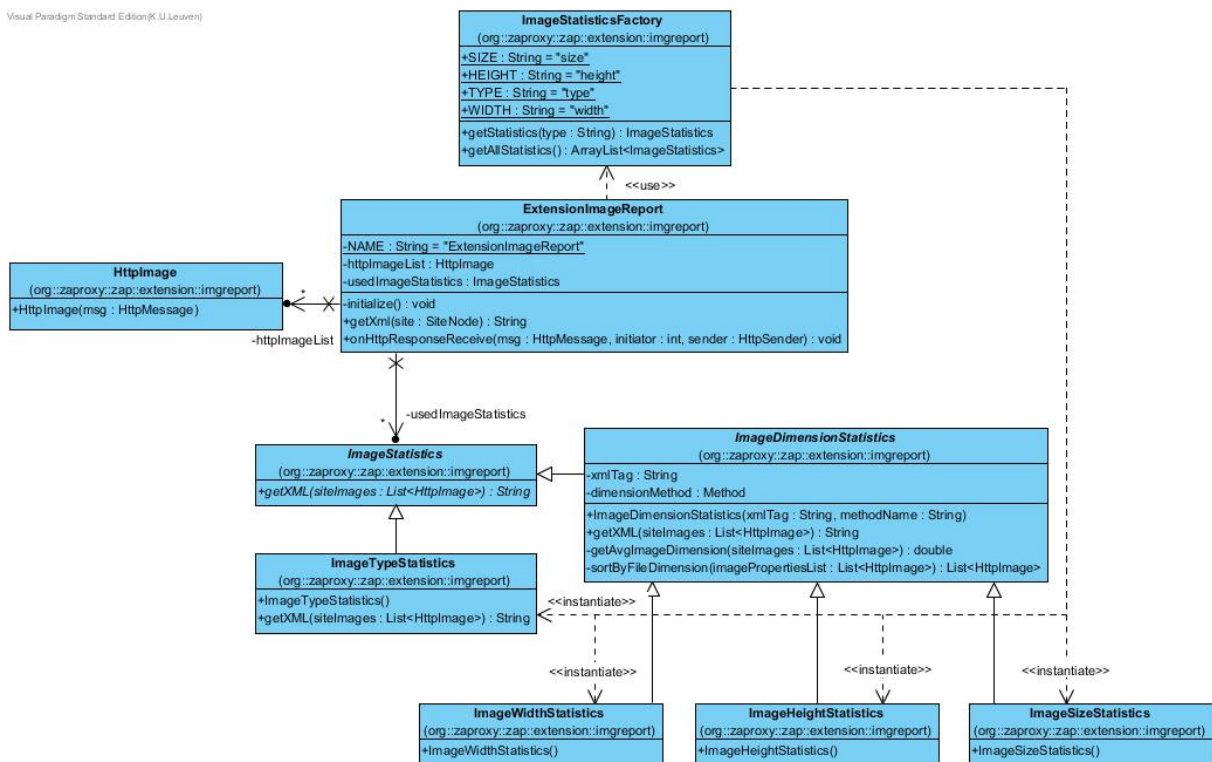 Visual Paradigm Standard Edition(K.U.Leuven)
ImageStatisticsFactory
(org::zaproxy::zap::extension::imgreport)
+SIZE : String = "size"
+HEIGHT : String = "height"
+TYPE : String = "type"
+WIDTH : String = "width"
+getStatistics(type : String) : ImageStatistics
+getAllStatistics() : ArrayList<ImageStatistics>
<<use>>
ExtensionImageReport
(org::zaproxy::zap::extension::imgreport)
-NAME : String = "ExtensionImageReport"
-httpImageList : HttpImage
-usedImageStatistics : ImageStatistics
-initialize() : void
+getXml(site : SiteNode) : String
+onHttpResponseReceive(msg : HttpMessage, initiator : int, sender : HttpSender) : void
HttpImage
(org::zaproxy::zap::extension::imgreport)
+HttpImage(msg : HttpMessage)
*
-httpImageList
-usedImageStatistics
*
ImageStatistics
(org::zaproxy::zap::extension::imgreport)
+getXML(siteImages : List<HttpImage>) : String
ImageDimensionStatistics
(org::zaproxy::zap::extension::imgreport)
-xmlTag : String
-dimensionMethod : Method
+ImageDimensionStatistics(xmlTag : String, methodName : String)
+getXML(siteImages : List<HttpImage>) : String
-getAvgImageDimension(siteImages : List<HttpImage>) : double
-sortByFileDimension(imagePropertiesList : List<HttpImage>) : List<HttpImage>
ImageTypeStatistics
(org::zaproxy::zap::extension::imgreport)
+ImageTypeStatistics()
+getXML(siteImages : List<HttpImage>) : String
<<instantiate>>
<<instantiate>>
<<instantiate>>
<<instantiate>>
ImageWidthStatistics
(org::zaproxy::zap::extension::imgreport)
+ImageWidthStatistics()
ImageHeightStatistics
(org::zaproxy::zap::extension::imgreport)
+ImageHeightStatistics()
ImageSizeStatistics
(org::zaproxy::zap::extension::imgreport)
+ImageSizeStatistics()